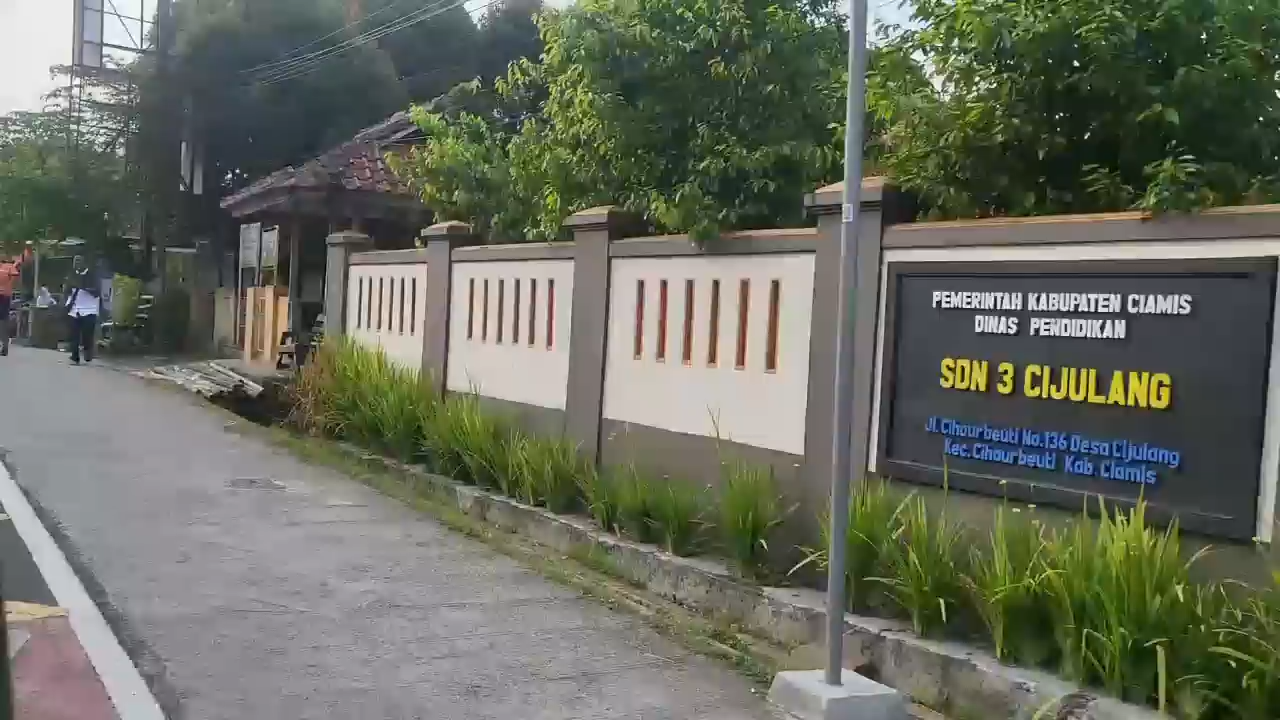 PEMERINTAH KABUPATEN CIAMIS
DINAS PENDIDIKAN
SDN 3 CIJULANG
Jl. Cihaurbeuti No.136 Desa Cijulang
Kec. Cihaurbeuti Kab. Ciamis